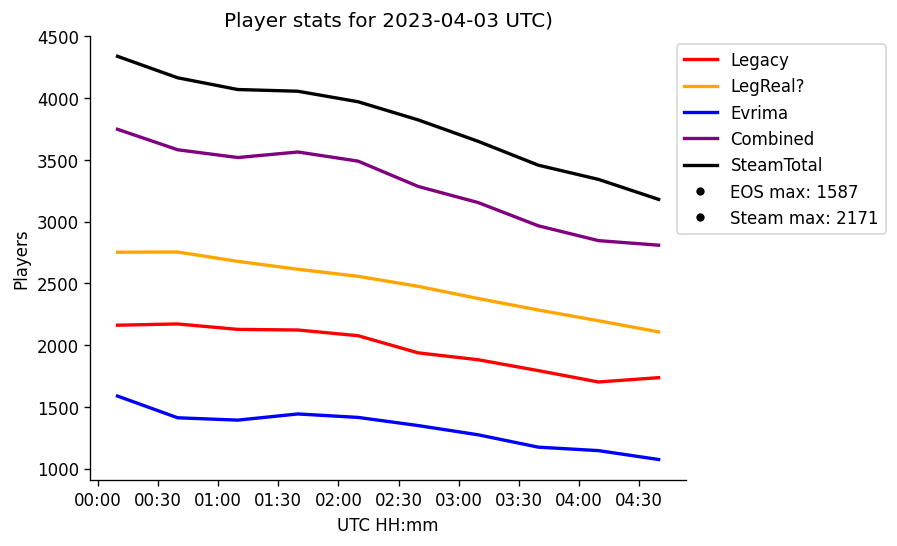 Player stats for 2023-04-03 UTC)
Players
4500
4000
3500
3000
2500
2000
1500
1000
00:00 00:30 01:00 01:30 02:00 02:30 03:00 03:30 04:00 04:30
UTC HH:mm
Legacy
LegReal?
Evrima
Combined
SteamTotal
EOS max: 1587
Steam max: 2171